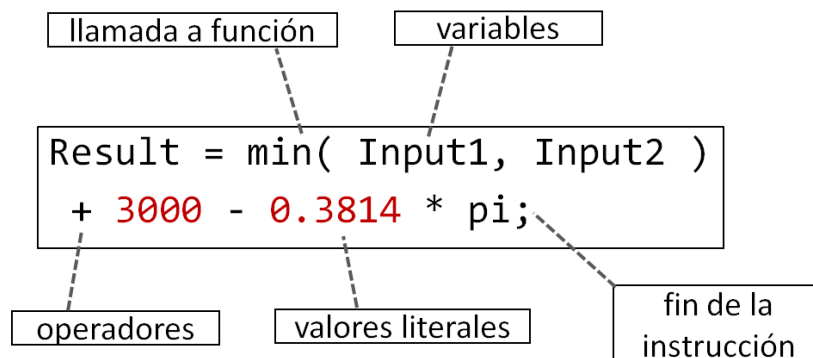 llamada a función
variables
Result = min( Input1, Input2 )
+ 3000 - 0.3814 * pi;
operadores
valores literales
fin de la
instrucción